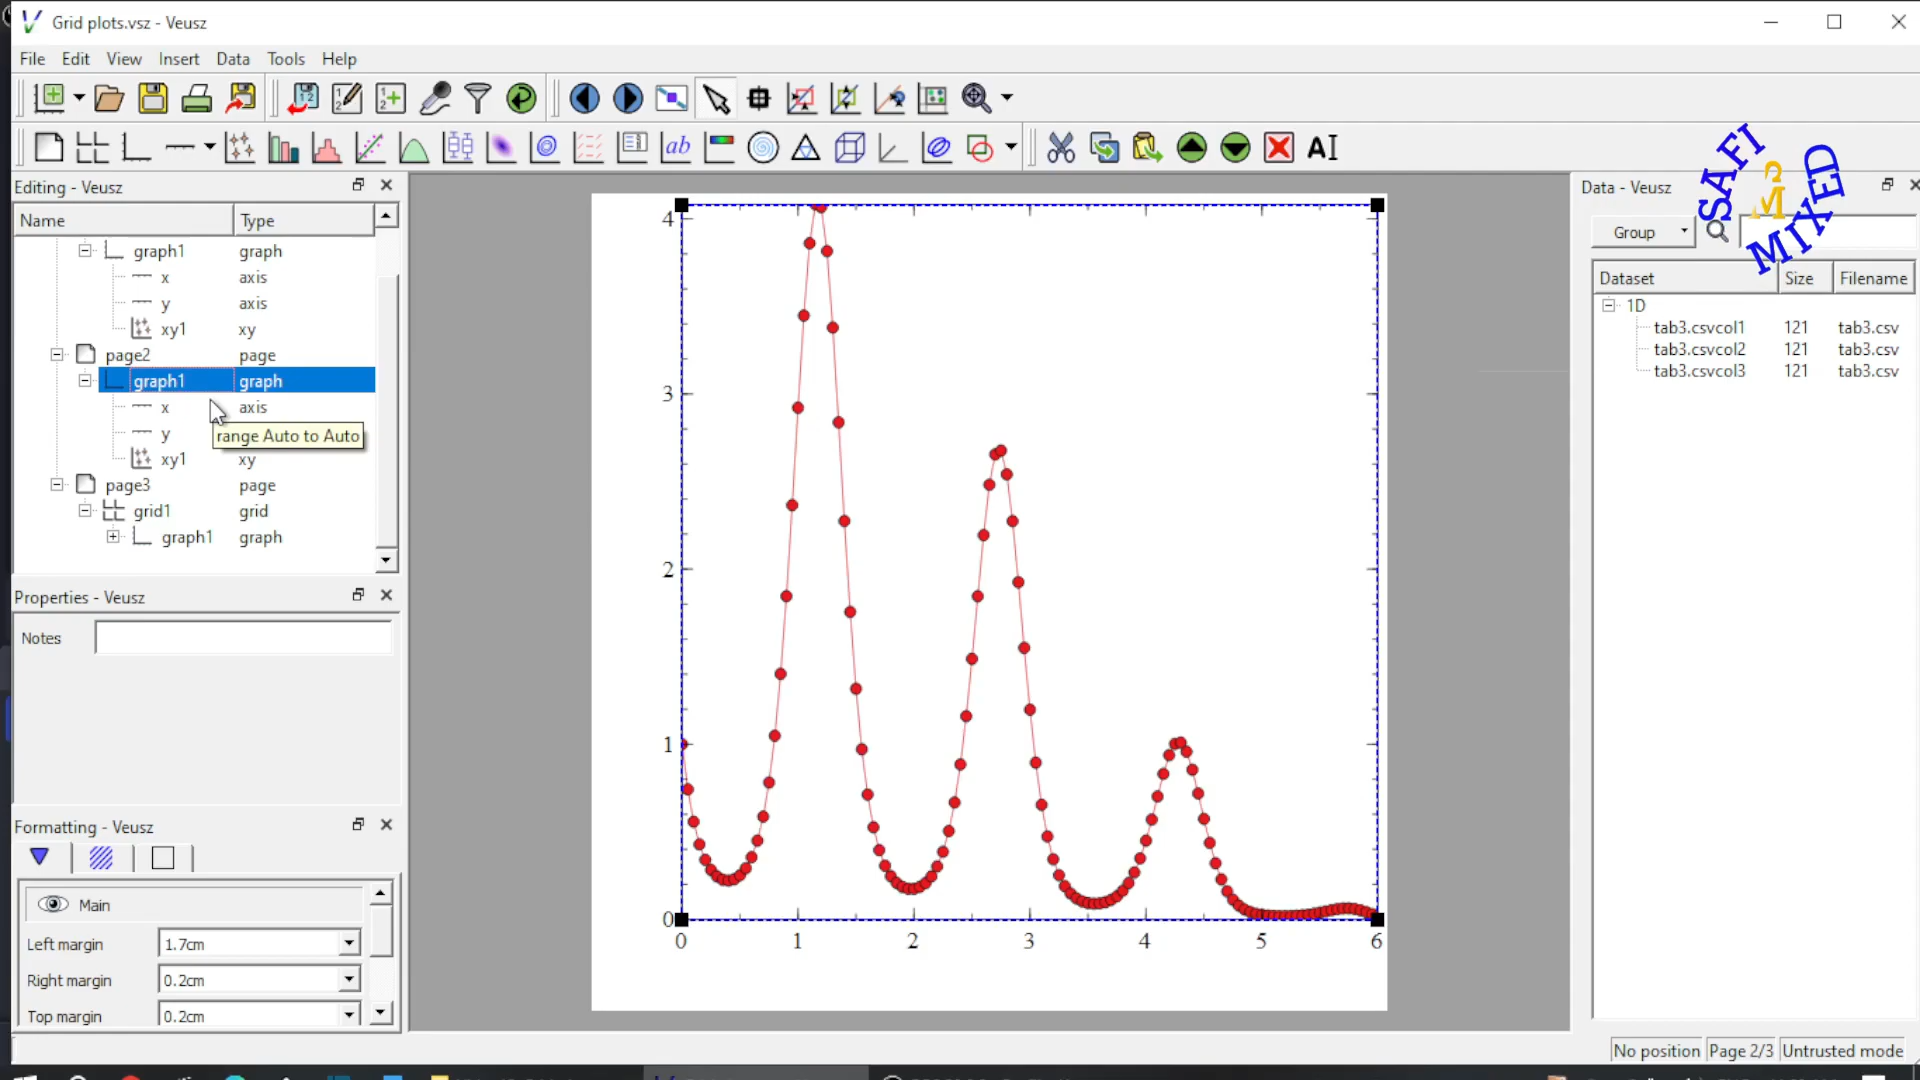 Grid plots.vsz - Veusz
File Edit View Insert Data Tools Help
Editing - Veusz
Name Type
graph1 graph
x axis
y axis
xy1 xy
page2 page
graph1 graph
x axis
y
range Auto to Auto
xy1 xy
page3 page
grid1 grid
graph1 graph
Properties - Veusz
Notes
Formatting - Veusz
Main
Left margin 1.7cm
Right margin 0.2cm
Top margin 0.2cm
4
3
2
1
0
0 1 2 3 4 5 6
Data - Veusz
Group
Dataset Size Filename
1D
tab3.csvcol1 121 tab3.csv
tab3.csvcol2 121 tab3.csv
tab3.csvcol3 121 tab3.csv
SAFI
MIXED
No position Page 2/3 Untrusted mode